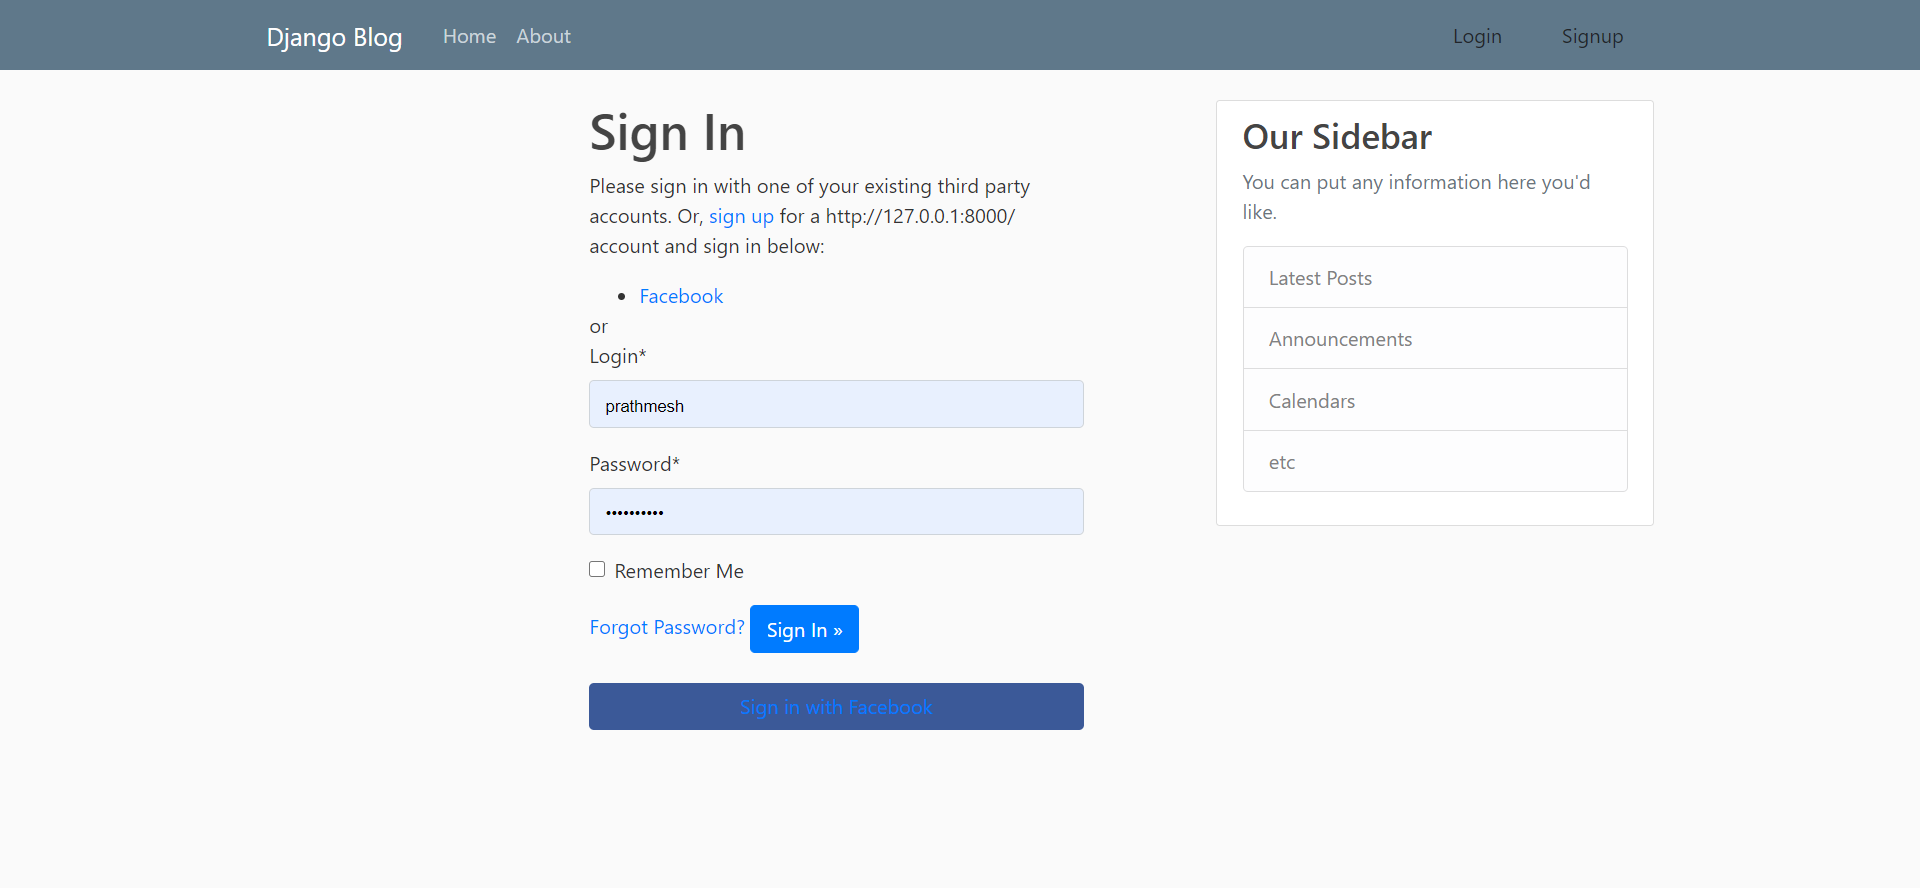 Django Blog Home About Login Signup
Sign In
Please sign in with one of your existing third party
accounts. Or, sign up for a http://127.0.0.1:8000/
account and sign in below:
Facebook
or
Login*
prathmesh
Password*
••••••••••
Remember Me
Forgot Password? Sign In »
Sign in with Facebook
Our Sidebar
You can put any information here you'd
like.
Latest Posts
Announcements
Calendars
etc